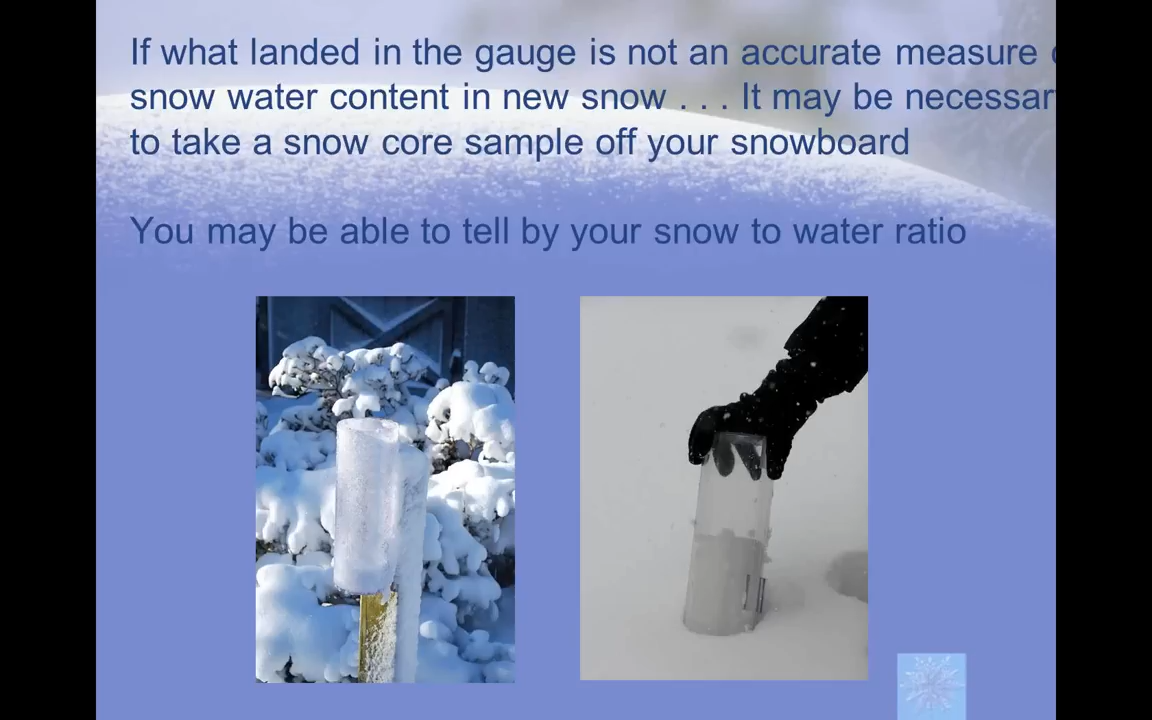 If what landed in the gauge is not an accurate measure
snow water content in new snow . . . It may be necessar
to take a snow core sample off your snowboard
You may be able to tell by your snow to water ratio